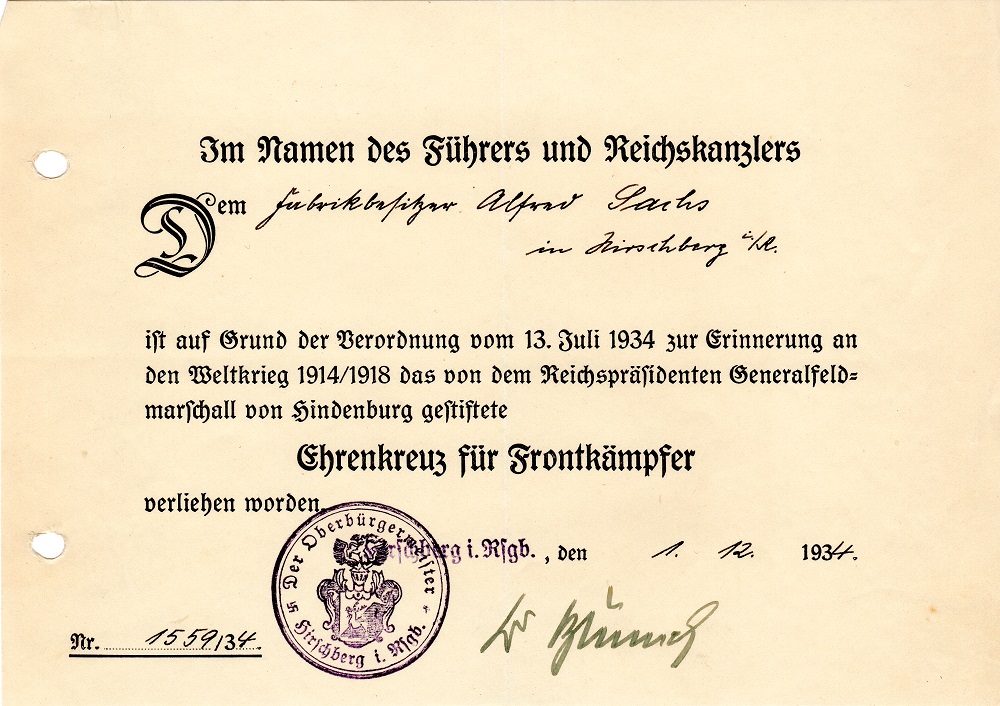 Im Namen des Führers und Reichskanzlers
Dem Fabrikbesitzer Alfred Sachs
in Hirschberg i./R.
ist auf Grund der Verordnung vom 13. Juli 1934 zur Erinnerung an
den Weltkrieg 1914/1918 das von dem Reichspräsidenten Generalfeld=
marschall von Hindenburg gestiftete
Ehrenkreuz für Frontkämpfer
verliehen worden.
Hirschberg i. Rsgb., den 1. 12. 1934.
Der Oberbürgermeister
Hirschberg i. Rsgb.
Nr. 1559/34.
Dr